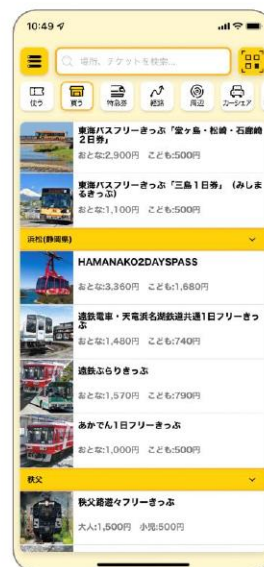 10:49
場所、チケットを検索...
使う
買う
特急券
経路
周辺
カーシェア
東海バスフリーきっぷ「堂ヶ島・松崎・石廊崎
2日券」
おとな:2,900円 こども:500円
東海バスフリーきっぷ「三島1日券」（みしま
るきっぷ）
おとな:1,100円 こども:500円
浜松(静岡県)
HAMANAKO2DAYSPASS
おとな:3,360円 こども:1,680円
遠鉄電車・天竜浜名湖鉄道共通1日フリーきっ
ぷ
おとな:1,480円 こども:740円
遠鉄ぶらりきっぷ
おとな:1,570円 こども:790円
あかでん1日フリーきっぷ
おとな:1,000円 こども:500円
秩父
秩父路遊々フリーきっぷ
大人:1,500円 小児:500円